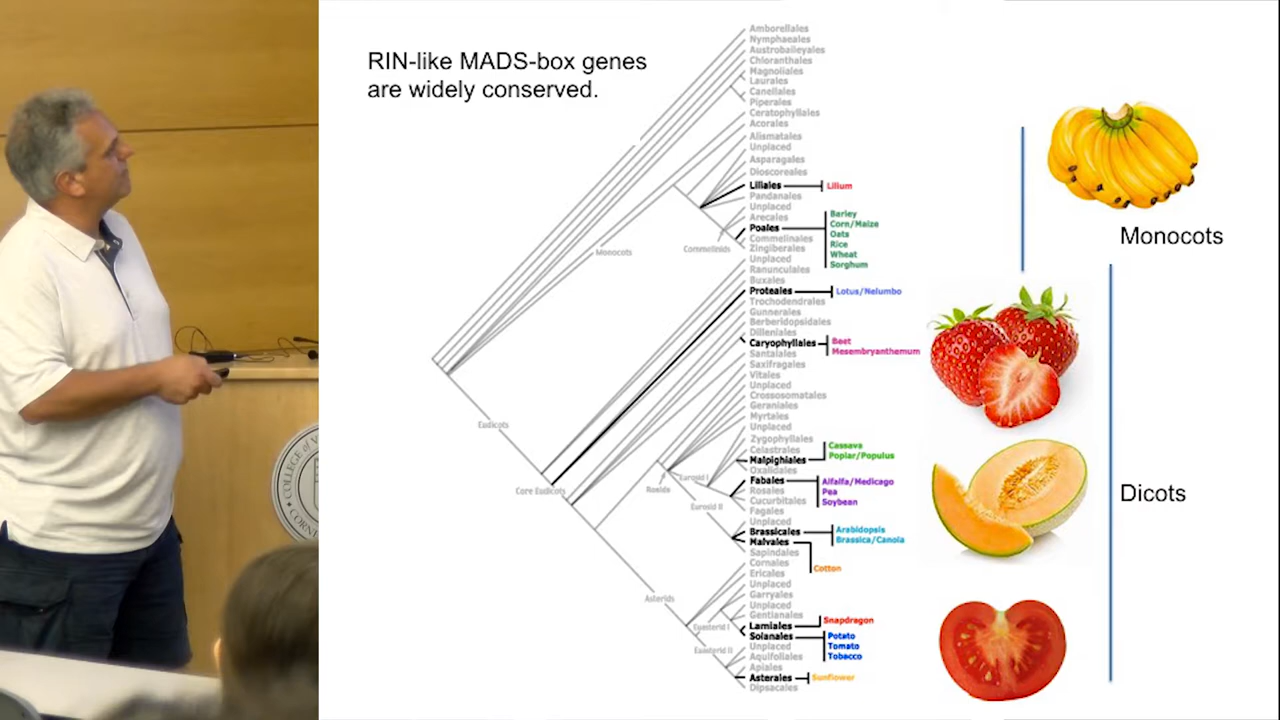 RIN-like MADS-box genes
are widely conserved.
Amborellales
Nymphaeales
Austrobaileyales
Chloranthales
Magnoliales
Laurales
Canellales
Piperales
Ceratophyllales
Acorales
Alismatales
Unplaced
Asparagales
Dioscoreales
Liliales
Lilium
Pandanales
Unplaced
Arecales
Poales
Commelinales
Zingiberales
Barley
Corn/Maize
Oats
Rice
Wheat
Sorghum
Commelinids
Monocots
Unplaced
Ranunculales
Buxales
Proteales
Lotus/Nelumbo
Trochodendrales
Gunnerales
Berberidopsidales
Dilleniales
Caryophyllales
Beet
Mesembryanthemum
Santalales
Saxifragales
Vitales
Unplaced
Crossosomatales
Geraniales
Myrtales
Unplaced
Zygophyllales
Celastrales
Malpighiales
Cassava
Poplar/Populus
Oxalidales
Fabales
Alfalfa/Medicago
Pea
Soybean
Rosales
Cucurbitales
Fagales
Unplaced
Brassicales
Arabidopsis
Brassica/Canola
Malvales
Cotton
Sapindales
Cornales
Ericales
Unplaced
Garryales
Unplaced
Gentianales
Lamiales
Snapdragon
Solanales
Potato
Tomato
Tobacco
Unplaced
Aquifoliales
Apiales
Asterales
Sunflower
Dipsacales
Eudicots
Core Eudicots
Rosids
Eurosid I
Eurosid II
Asterids
Euasterid I
Euasterid II
Monocots
Dicots
COLLEGE OF